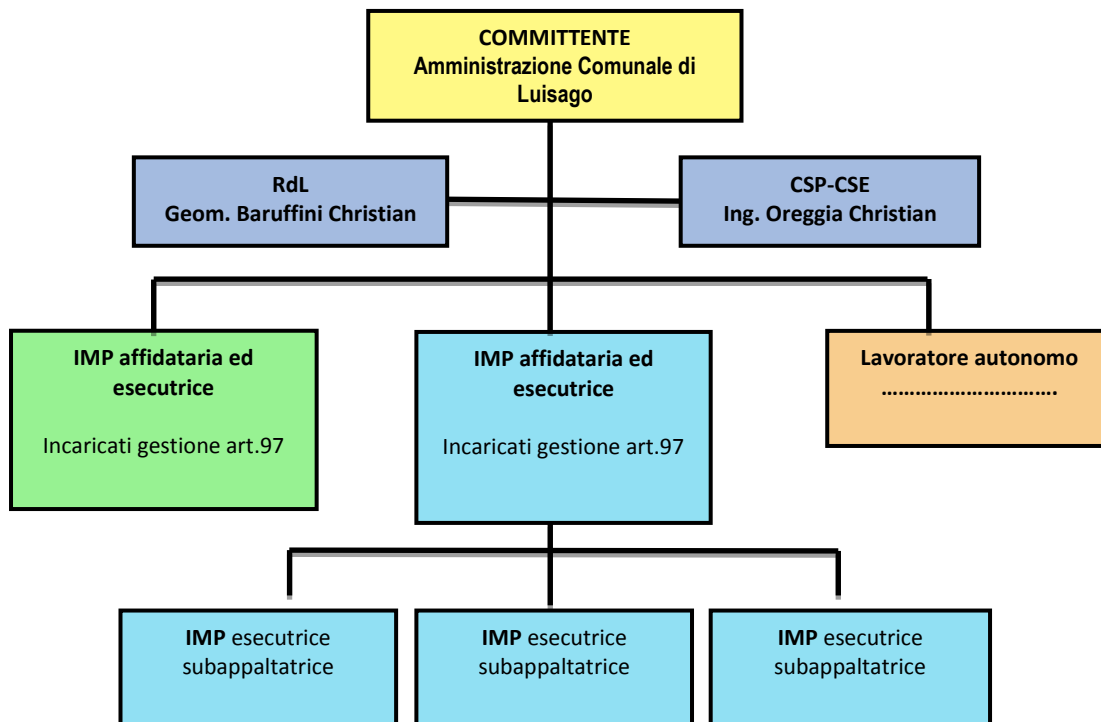 COMMITTENTE
Amministrazione Comunale di
Luisago
RdL
Geom. Baruffini Christian
CSP-CSE
Ing. Oreggia Christian
IMP affidataria ed
esecutrice
Incaricati gestione art.97
IMP affidataria ed
esecutrice
Incaricati gestione art.97
Lavoratore autonomo
………………………….
IMP esecutrice
subappaltatrice
IMP esecutrice
subappaltatrice
IMP esecutrice
subappaltatrice